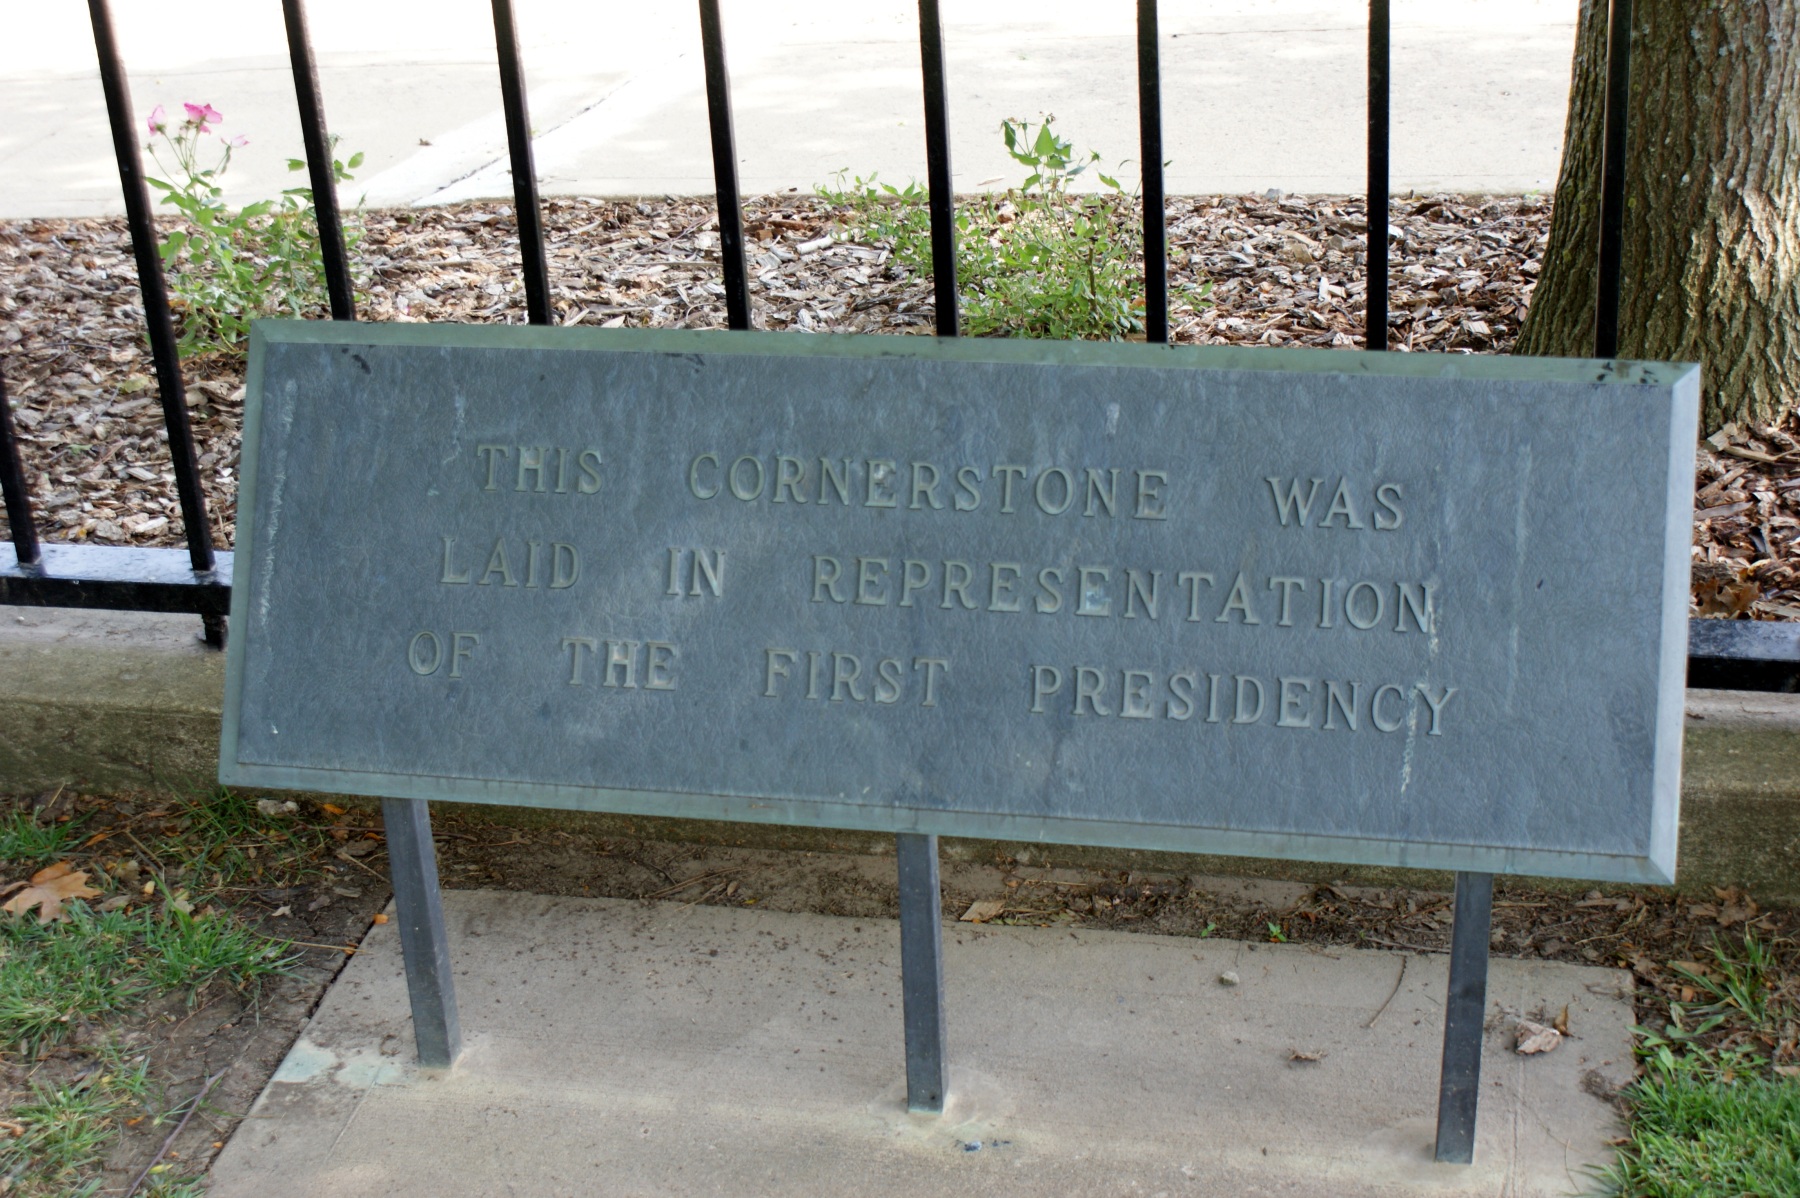 THIS CORNERSTONE WAS
LAID IN REPRESENTATION
OF THE FIRST PRESIDENCY